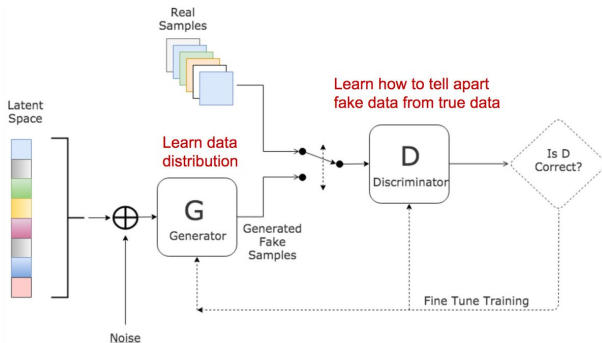 Real
Samples
Learn how to tell apart
fake data from true data
Latent
Space
Learn data
distribution
Is D
Correct?
D
Discriminator
G
Generator
Generated
Fake
Samples
Fine Tune Training
Noise